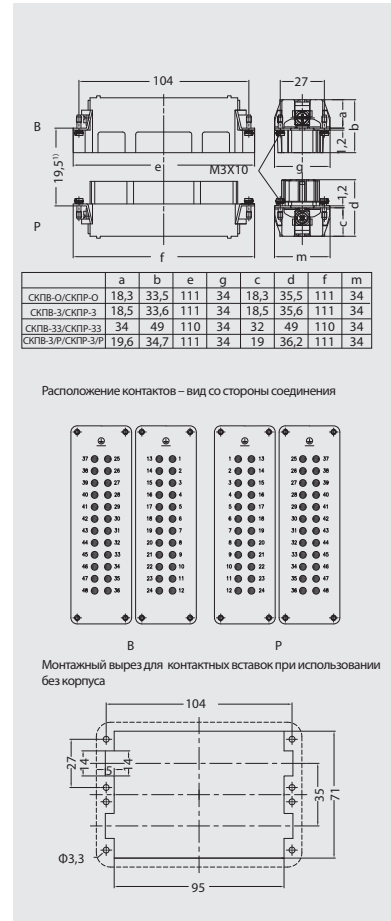 104
27
B
a
b
1,2
19,5¹⁾
e
M3X10
g
P
1,2
c
d
f
m
a b e g c d f m
СКПВ-О/СКПР-О 18,3 33,5 111 34 18,3 35,5 111 34
СКПВ-З/СКПР-З 18,5 33,6 111 34 18,5 35,6 111 34
СКПВ-33/СКПР-33 34 49 110 34 32 49 110 34
СКПВ-З/Р/СКПР-З/Р 19,6 34,7 111 34 19 36,2 111 34
Расположение контактов – вид со стороны соединения
37 25 13 1 1 13 25 37
38 26 14 2 2 14 26 38
39 27 15 3 3 15 27 39
40 28 16 4 4 16 28 40
41 29 17 5 5 17 29 41
42 30 18 6 6 18 30 42
43 31 19 7 7 19 31 43
44 32 20 8 8 20 32 44
45 33 21 9 9 21 33 45
46 34 22 10 10 22 34 46
47 35 23 11 11 23 35 47
48 36 24 12 12 24 36 48
B P
Монтажный вырез для контактных вставок при использовании
без корпуса
104
27
14
5
14
35
71
Ф3,3
95